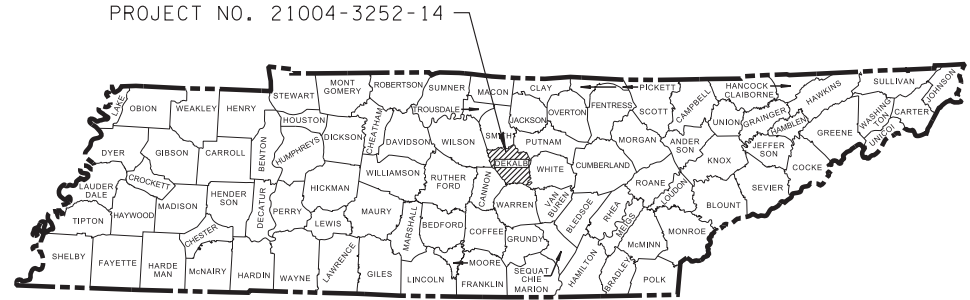 PROJECT NO. 21004-3252-14
LAKE
OBION
WEAKLEY
HENRY
STEWART
MONT
GOMERY
ROBERTSON
SUMNER
MACON
CLAY
PICKETT
HANCOCK
CLAIBORNE
HAWKINS
SULLIVAN
JOHNSON
HOUSTON
DICKSON
CHEATHAM
TROUSDALE
JACKSON
OVERTON
FENTRESS
SCOTT
CAMPBELL
UNION
GRAINGER
HAMBLEN
GREENE
WASHING
TON
UNICOI
CARTER
DYER
GIBSON
CARROLL
BENTON
HUMPHREYS
DAVIDSON
WILSON
SMITH
DEKALB
PUTNAM
MORGAN
ANDER
SON
KNOX
JEFFER
SON
COCKE
SEVIER
LAUDER
DALE
CROCKETT
HENDER
SON
DECATUR
PERRY
HICKMAN
WILLIAMSON
RUTHER
FORD
CANNON
WARREN
WHITE
VAN
BUREN
CUMBERLAND
BLEDSOE
RHEA
ROANE
LOUDON
BLOUNT
TIPTON
HAYWOOD
MADISON
CHESTER
LEWIS
MAURY
MARSHALL
BEDFORD
COFFEE
GRUNDY
MEIGS
McMINN
MONROE
SHELBY
FAYETTE
HARDE
MAN
McNAIRY
HARDIN
WAYNE
LAWRENCE
GILES
LINCOLN
MOORE
FRANKLIN
SEQUAT
CHIE
MARION
HAMILTON
BRADLEY
POLK